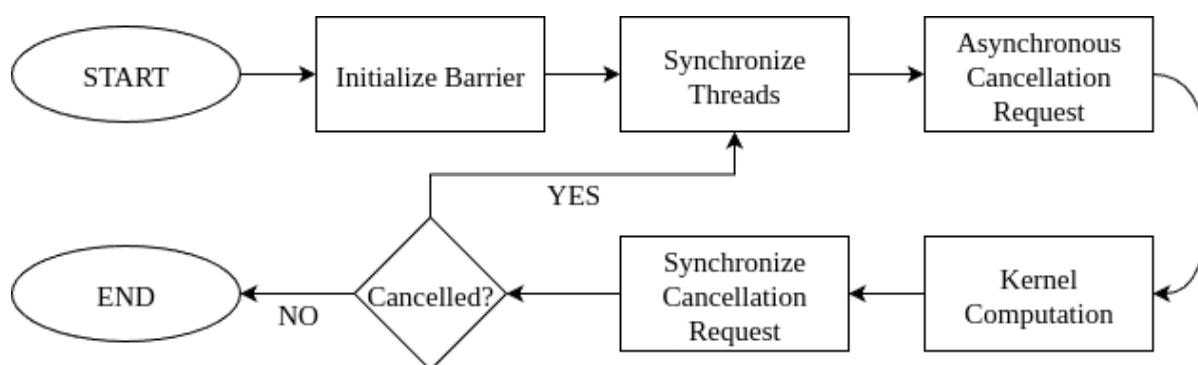 START
Initialize Barrier
Synchronize
Threads
Asynchronous
Cancellation
Request
YES
END
NO
Cancelled?
Synchronize
Cancellation
Request
Kernel
Computation